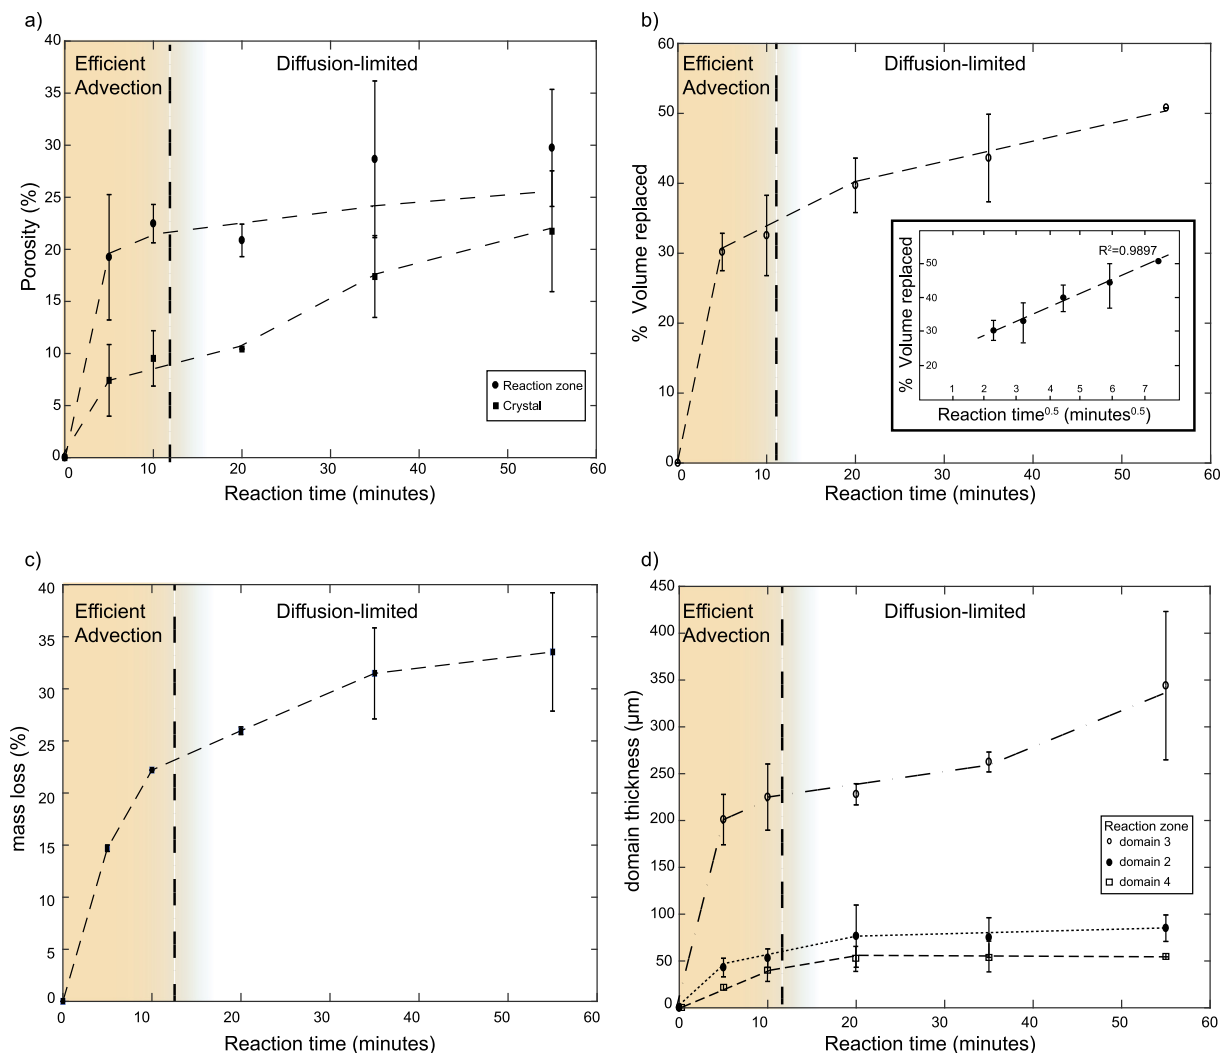 a)
Efficient
Advection
Diffusion-limited
Porosity (%)
40
35
30
25
20
15
10
5
0
0 10 20 30 40 50 60
Reaction time (minutes)
Reaction zone
Crystal
b)
Efficient
Advection
Diffusion-limited
% Volume replaced
60
50
40
30
20
10
0
0 10 20 30 40 50 60
Reaction time (minutes)
R²=0.9897
% Volume replaced
50
40
30
20
1 2 3 4 5 6 7
Reaction time⁰·⁵ (minutes⁰·⁵)
c)
Efficient
Advection
Diffusion-limited
mass loss (%)
40
35
30
25
22
15
10
5
0
0 10 20 30 40 50 60
Reaction time (minutes)
d)
Efficient
Advection
Diffusion-limited
domain thickness (µm)
450
400
350
300
250
200
150
100
50
0
0 10 20 30 40 50 60
Reaction time (minutes)
Reaction zone
domain 3
domain 2
domain 4